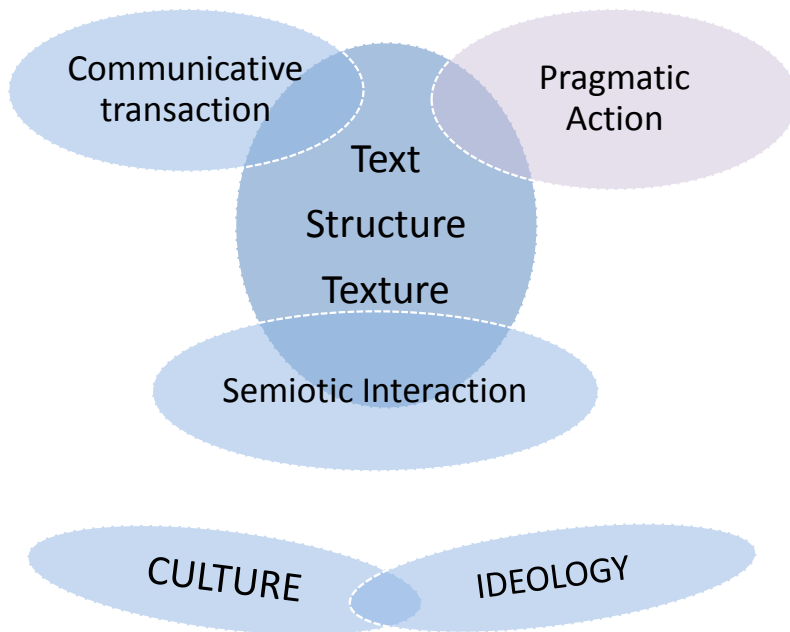 Communicative
transaction
Pragmatic
Action
Text
Structure
Texture
Semiotic Interaction
CULTURE
IDEOLOGY